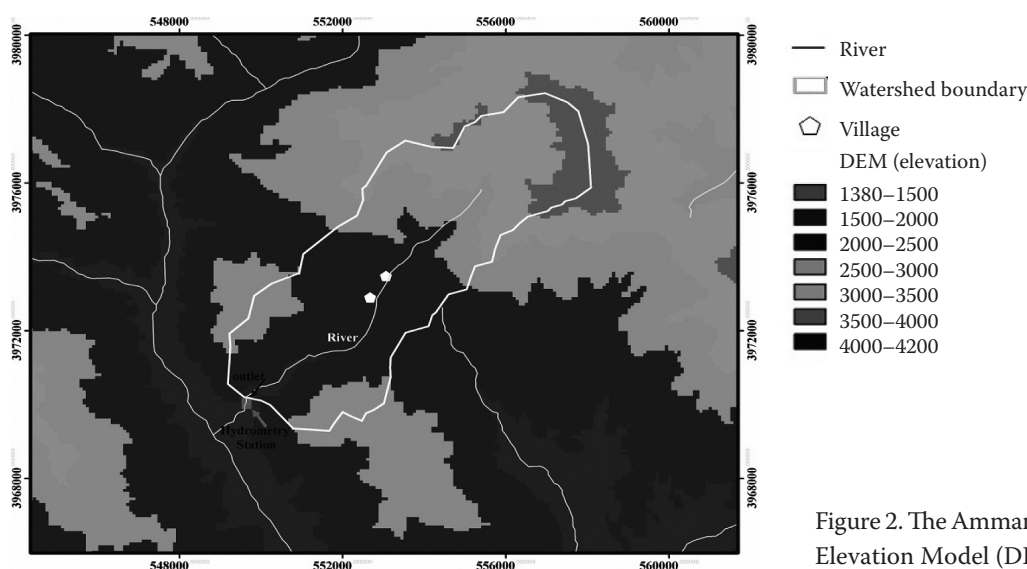 548000
552000
556000
560000
3980000
3976000
3972000
3968000
3980000
3976000
3972000
3968000
River
outlet
Hydrometry
Station
548000
552000
556000
560000
River
Watershed boundary
Village
DEM (elevation)
1380–1500
1500–2000
2000–2500
2500–3000
3000–3500
3500–4000
4000–4200
Figure 2. The Ammam
Elevation Model (DE